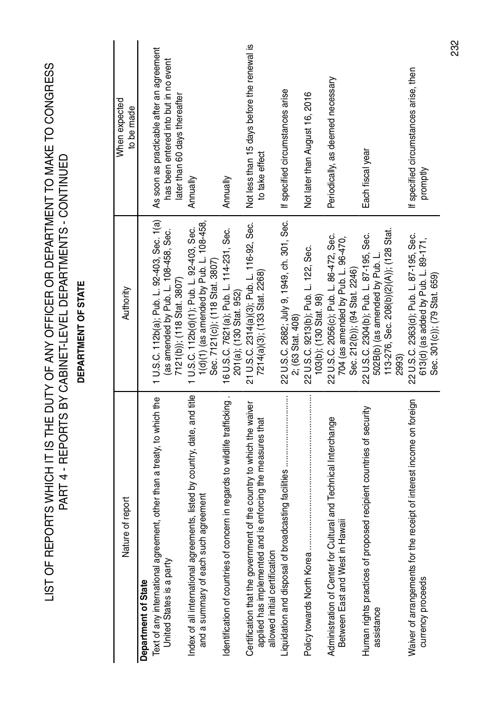 LIST OF REPORTS WHICH IT IS THE DUTY OF ANY OFFICER OR DEPARTMENT TO MAKE TO CONGRESS
PART 4 - REPORTS BY CABINET-LEVEL DEPARTMENTS - CONTINUED
DEPARTMENT OF STATE
Nature of report
Authority
When expected
to be made
Department of State
Text of any international agreement, other than a treaty, to which the
United States is a party
1 U.S.C. 112b(a); Pub. L. 92-403, Sec. 1(a)
(as amended by Pub. L. 108-458, Sec.
7121(b)); (118 Stat. 3807)
As soon as practicable after an agreement
has been entered into but in no event
later than 60 days thereafter
Index of all international agreements, listed by country, date, and title
and a summary of each such agreement
1 U.S.C. 112b(d)(1); Pub. L. 92-403, Sec.
1(d)(1) (as amended by Pub. L. 108-458,
Sec. 7121(c)); (118 Stat. 3807)
Annually
Identification of countries of concern in regards to wildlife trafficking .
16 U.S.C. 7621(a); Pub. L. 114-231, Sec.
201(a); (130 Stat. 952)
Annually
Certification that the government of the country to which the waiver
applied has implemented and is enforcing the measures that
allowed initial certification
21 U.S.C. 2314(a)(3); Pub. L. 116-92, Sec.
7214(a)(3); (133 Stat. 2268)
Not less than 15 days before the renewal is
to take effect
Liquidation and disposal of broadcasting facilities ................................
22 U.S.C. 2682; July 9, 1949, ch. 301, Sec.
2; (63 Stat. 408)
If specified circumstances arise
Policy towards North Korea ................................................................
22 U.S.C. 9213(b); Pub. L. 122, Sec.
103(b); (130 Stat. 98)
Not later than August 16, 2016
Administration of Center for Cultural and Technical Interchange
Between East and West in Hawaii
22 U.S.C. 2056(c); Pub. L. 86-472, Sec.
704 (as amended by Pub. L. 96-470,
Sec. 212(b)); (94 Stat. 2246)
Periodically, as deemed necessary
Human rights practices of proposed recipient countries of security
assistance
22 U.S.C. 2304(b); Pub. L. 87-195, Sec.
502B(b) (as amended by Pub. L.
113-276, Sec. 208(b)(2)(A)); (128 Stat.
2993)
Each fiscal year
Waiver of arrangements for the receipt of interest income on foreign
currency proceeds
22 U.S.C. 2363(d); Pub. L. 87-195, Sec.
613(d) (as added by Pub. L. 89-171,
Sec. 301(c)); (79 Stat. 659)
If specified circumstances arise, then
promptly
232